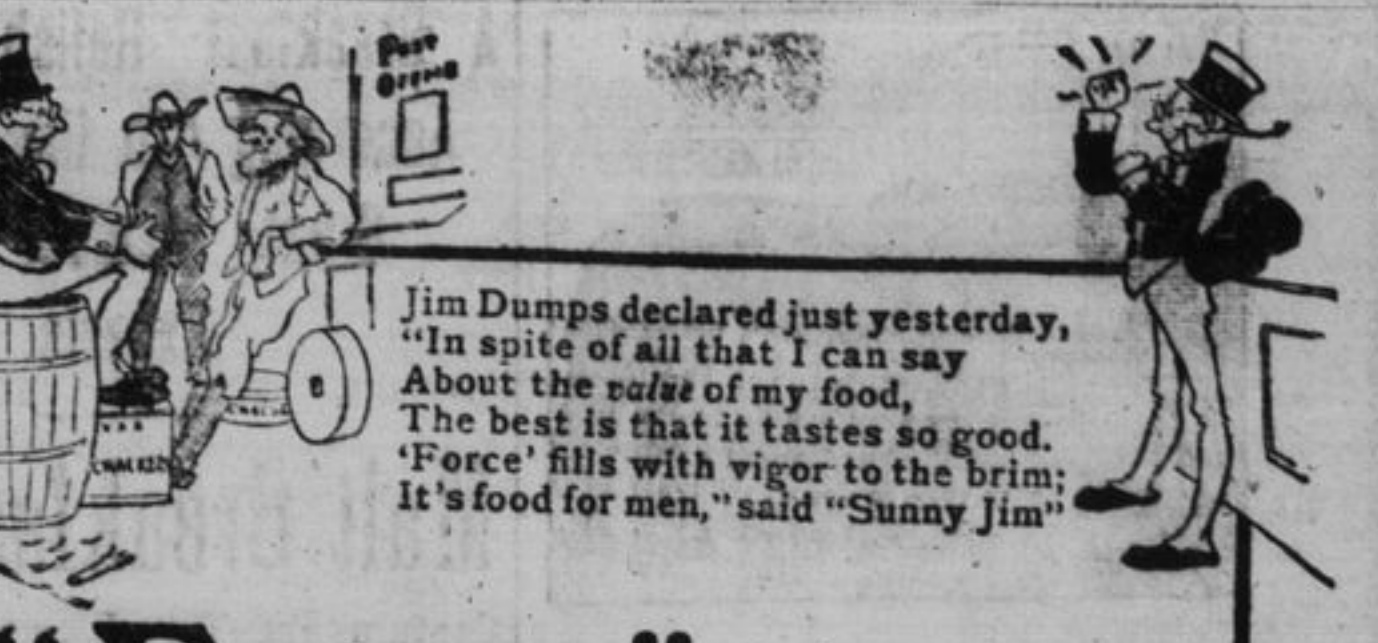 Post
Office
Jim Dumps declared just yesterday,
“In spite of all that I can say
About the value of my food,
The best is that it tastes so good.
‘Force’ fills with vigor to the brim;
It's food for men,” said “Sunny Jim”